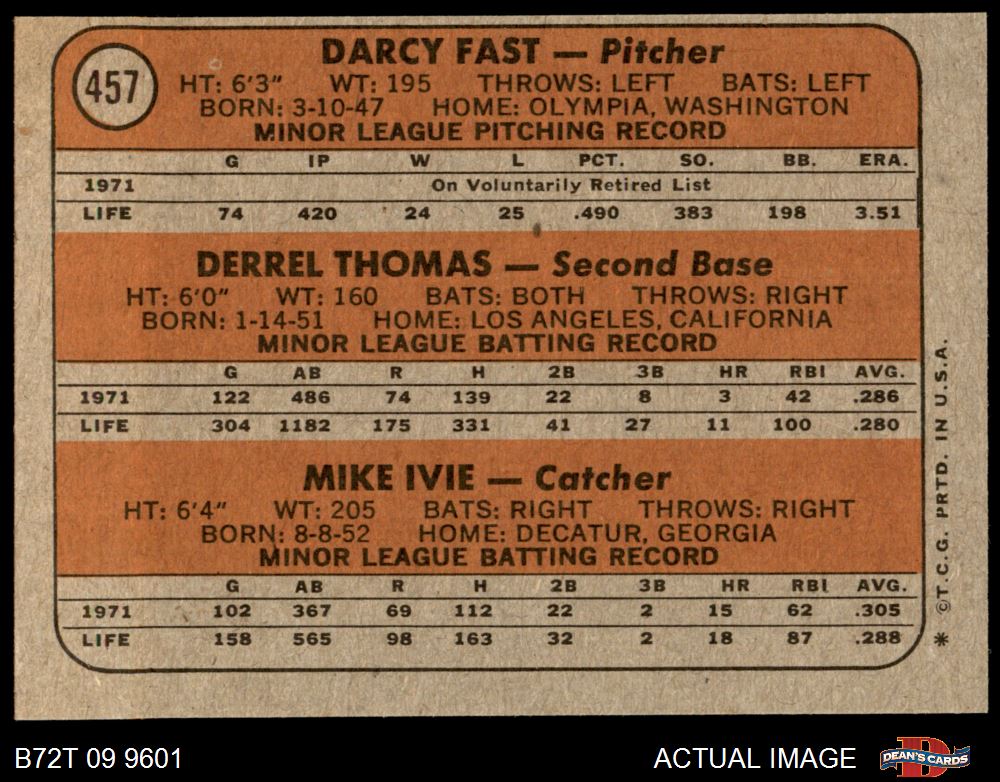 457
DARCY FAST — Pitcher
HT: 6'3" WT: 195 THROWS: LEFT BATS: LEFT
BORN: 3-10-47 HOME: OLYMPIA, WASHINGTON
MINOR LEAGUE PITCHING RECORD
G IP W L PCT. SO. BB. ERA.
1971 On Voluntarily Retired List
LIFE 74 420 24 25 .490 383 198 3.51
DERREL THOMAS — Second Base
HT: 6'0" WT: 160 BATS: BOTH THROWS: RIGHT
BORN: 1-14-51 HOME: LOS ANGELES, CALIFORNIA
MINOR LEAGUE BATTING RECORD
G AB R H 2B 3B HR RBI AVG.
1971 122 486 74 139 22 8 3 42 .286
LIFE 304 1182 175 331 41 27 11 100 .280
MIKE IVIE — Catcher
HT: 6'4" WT: 205 BATS: RIGHT THROWS: RIGHT
BORN: 8-8-52 HOME: DECATUR, GEORGIA
MINOR LEAGUE BATTING RECORD
G AB R H 2B 3B HR RBI AVG.
1971 102 367 69 112 22 2 15 62 .305
LIFE 158 565 98 163 32 2 18 87 .288
* ©T.C.G. PRTD. IN U.S.A.
B72T 09 9601
ACTUAL IMAGE
D
DEAN'S CARDS